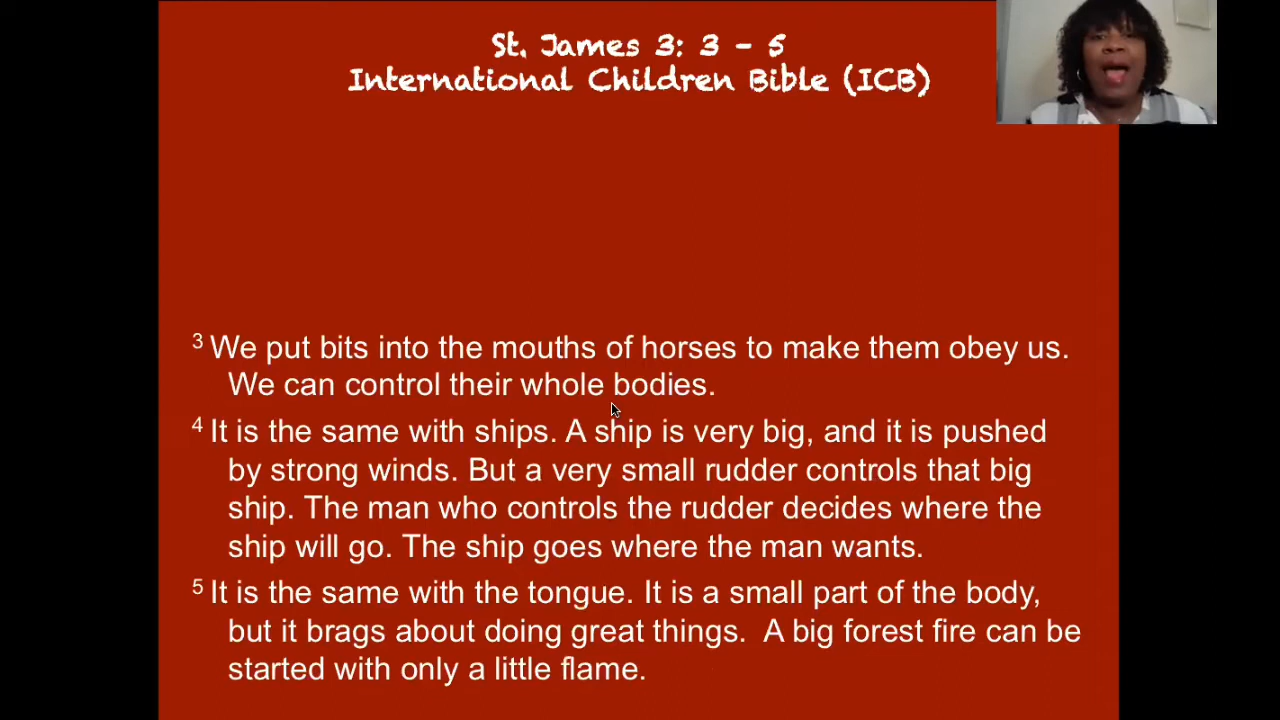 St. James 3: 3 – 5
International Children Bible (ICB)
3 We put bits into the mouths of horses to make them obey us.
We can control their whole bodies.
4 It is the same with ships. A ship is very big, and it is pushed
by strong winds. But a very small rudder controls that big
ship. The man who controls the rudder decides where the
ship will go. The ship goes where the man wants.
5 It is the same with the tongue. It is a small part of the body,
but it brags about doing great things.  A big forest fire can be
started with only a little flame.